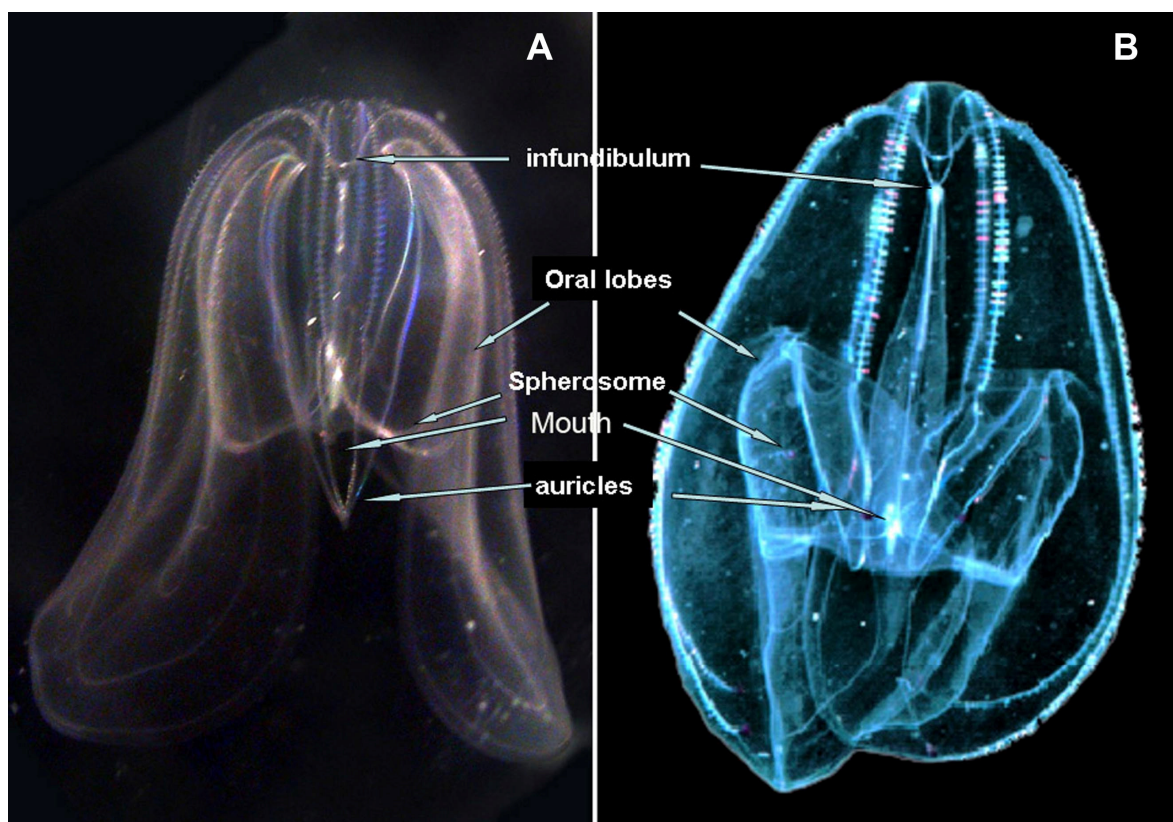 A
B
infundibulum
Oral lobes
Spherosome
Mouth
auricles